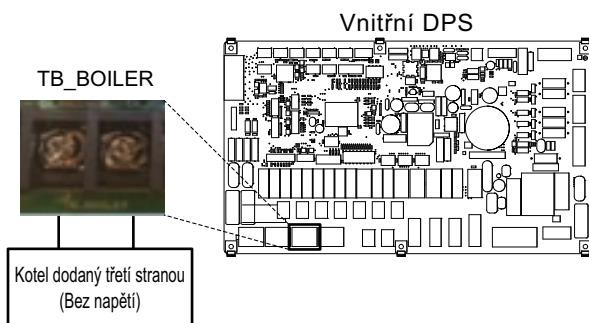 Vnitřní DPS
TB_BOILER
Kotel dodaný třetí stranou
(Bez napětí)